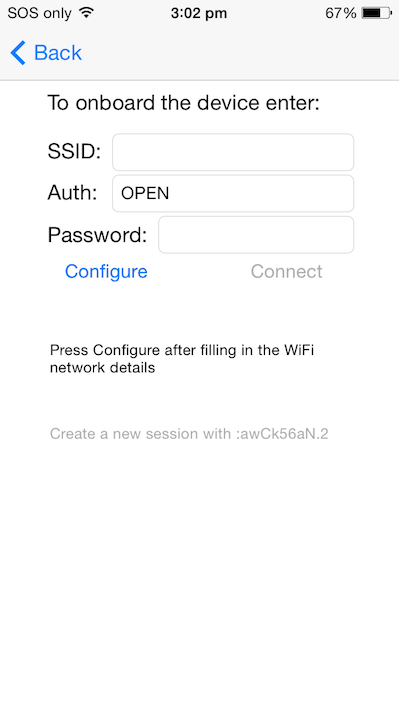 SOS only 3:02 pm 67%
Back
To onboard the device enter:
SSID:
Auth: OPEN
Password:
Configure Connect
Press Configure after filling in the WiFi
network details
Create a new session with :awCk56aN.2